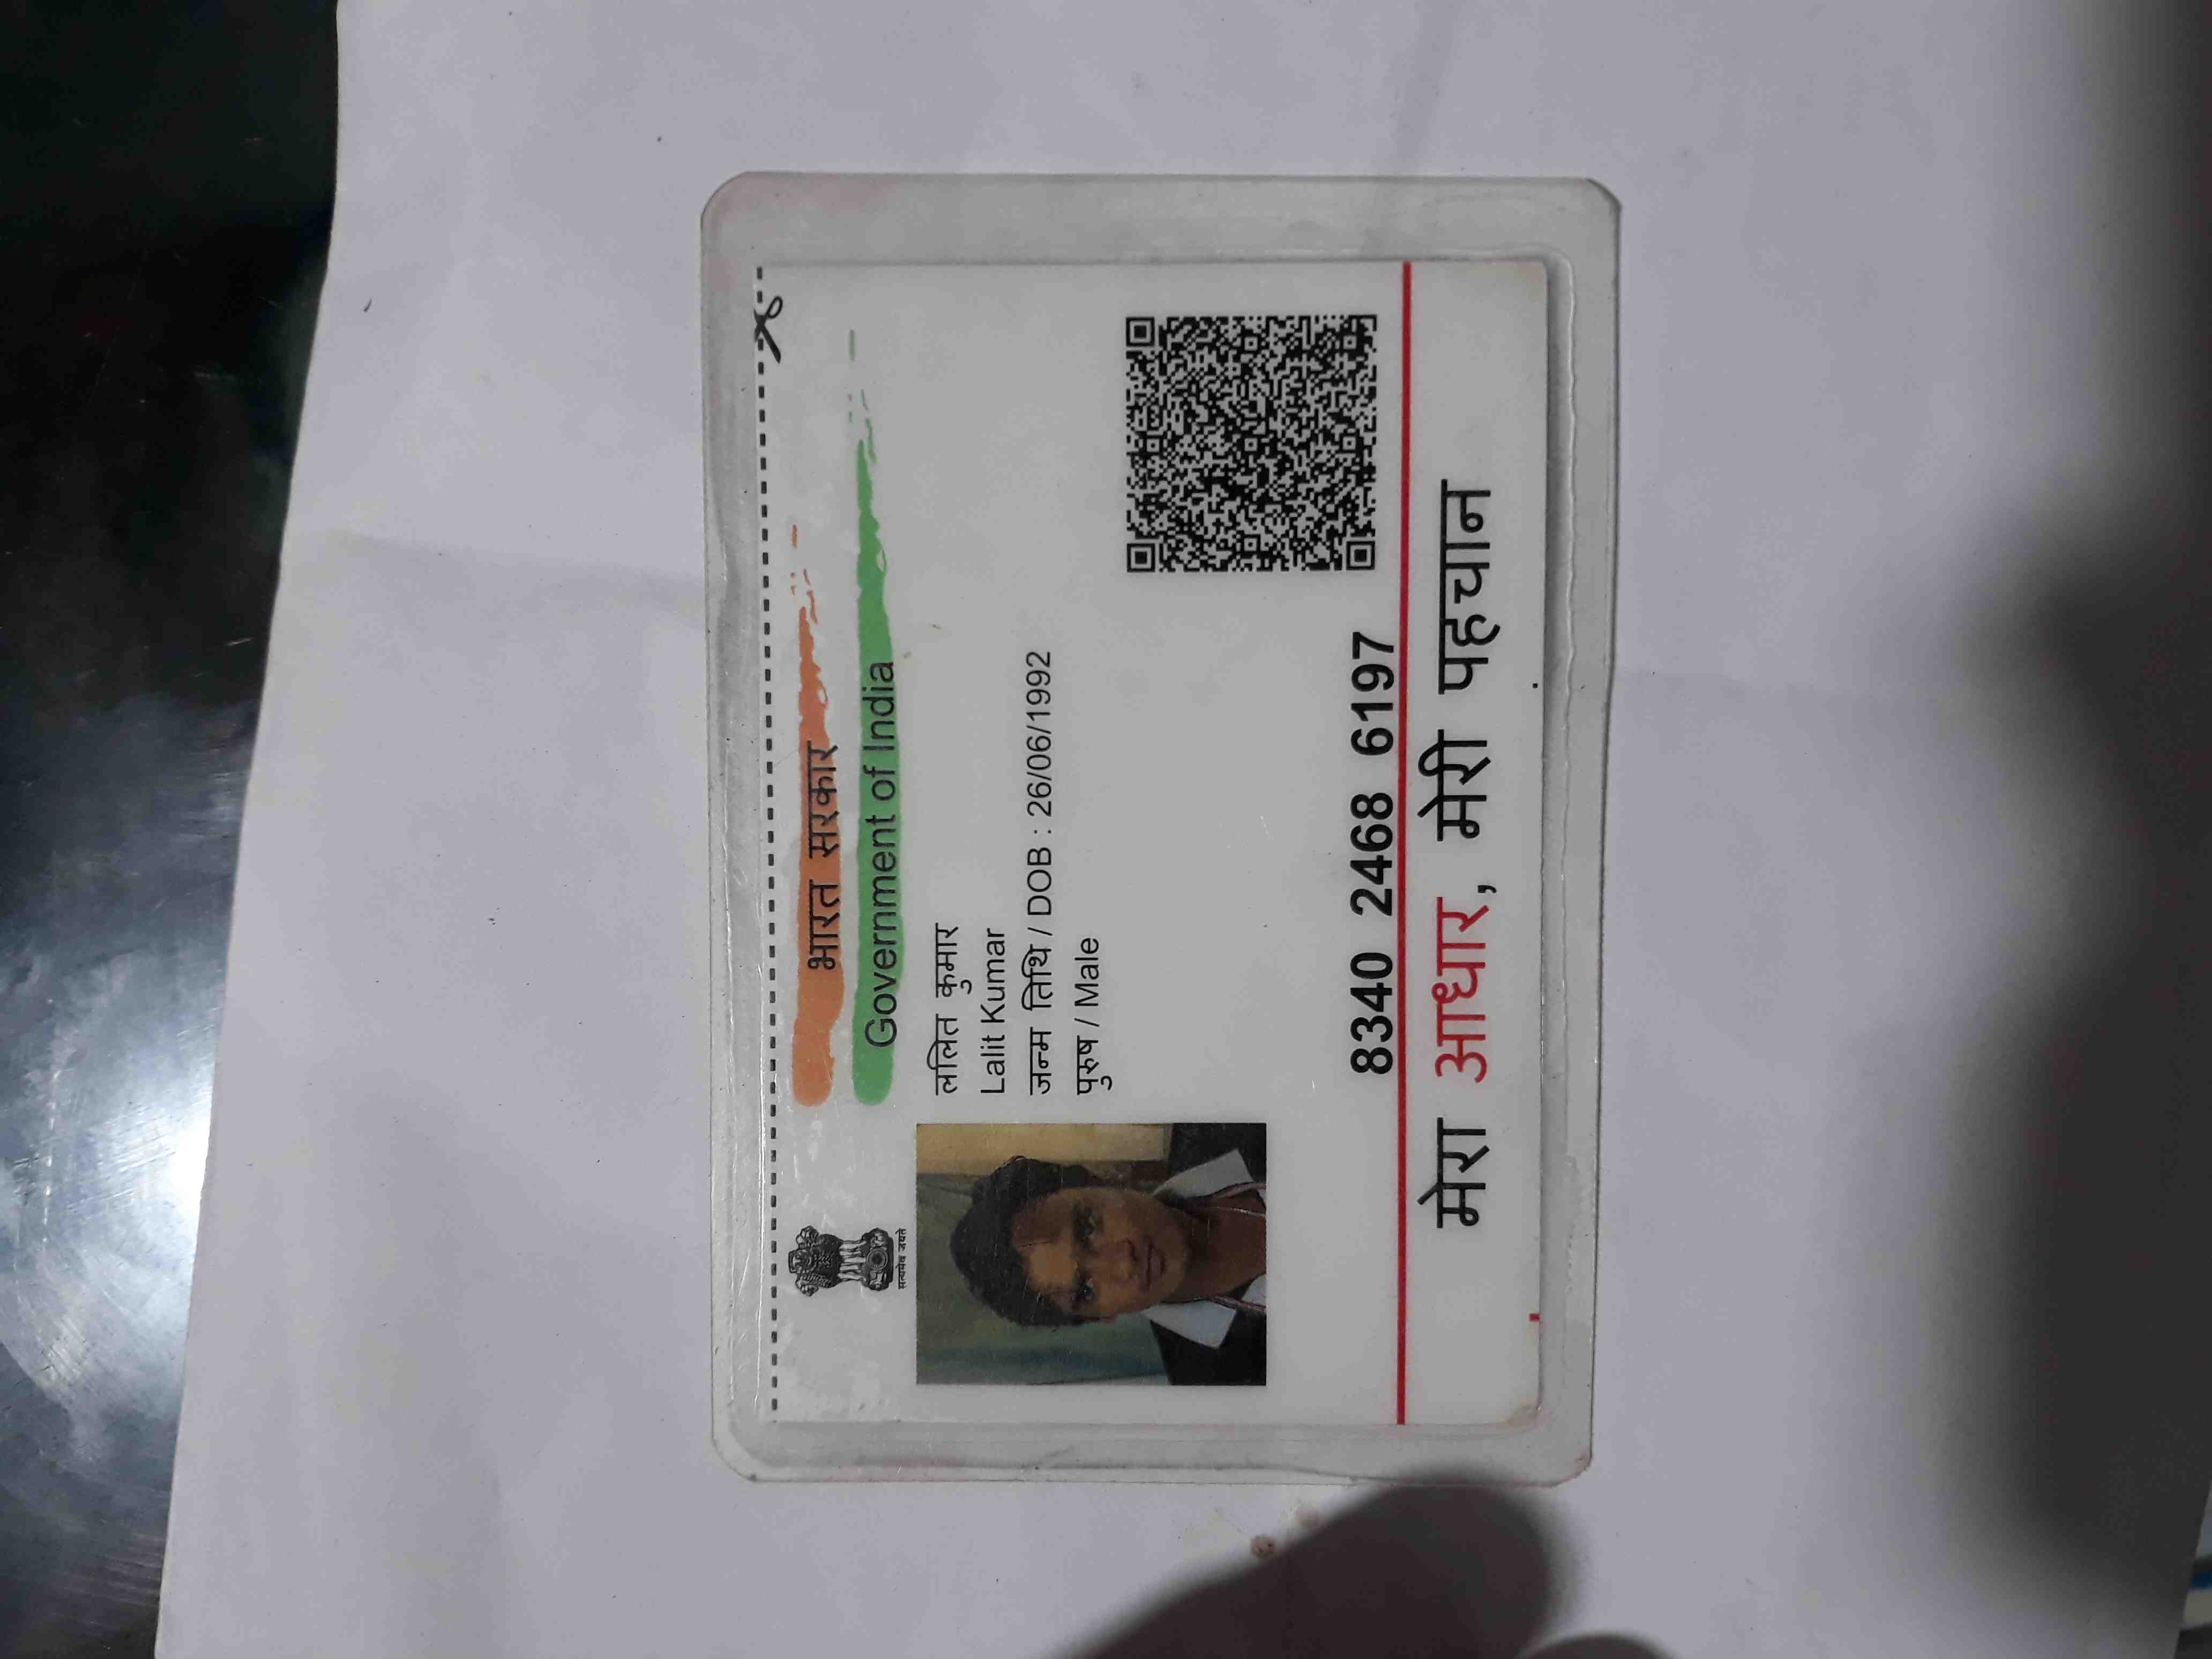 भारत सरकार
Government of India
सत्यमेव जयते
ललित कुमार
Lalit Kumar
जन्म तिथि / DOB : 26/06/1992
पुरुष / Male
8340 2468 6197
मेरा आधार, मेरी पहचान